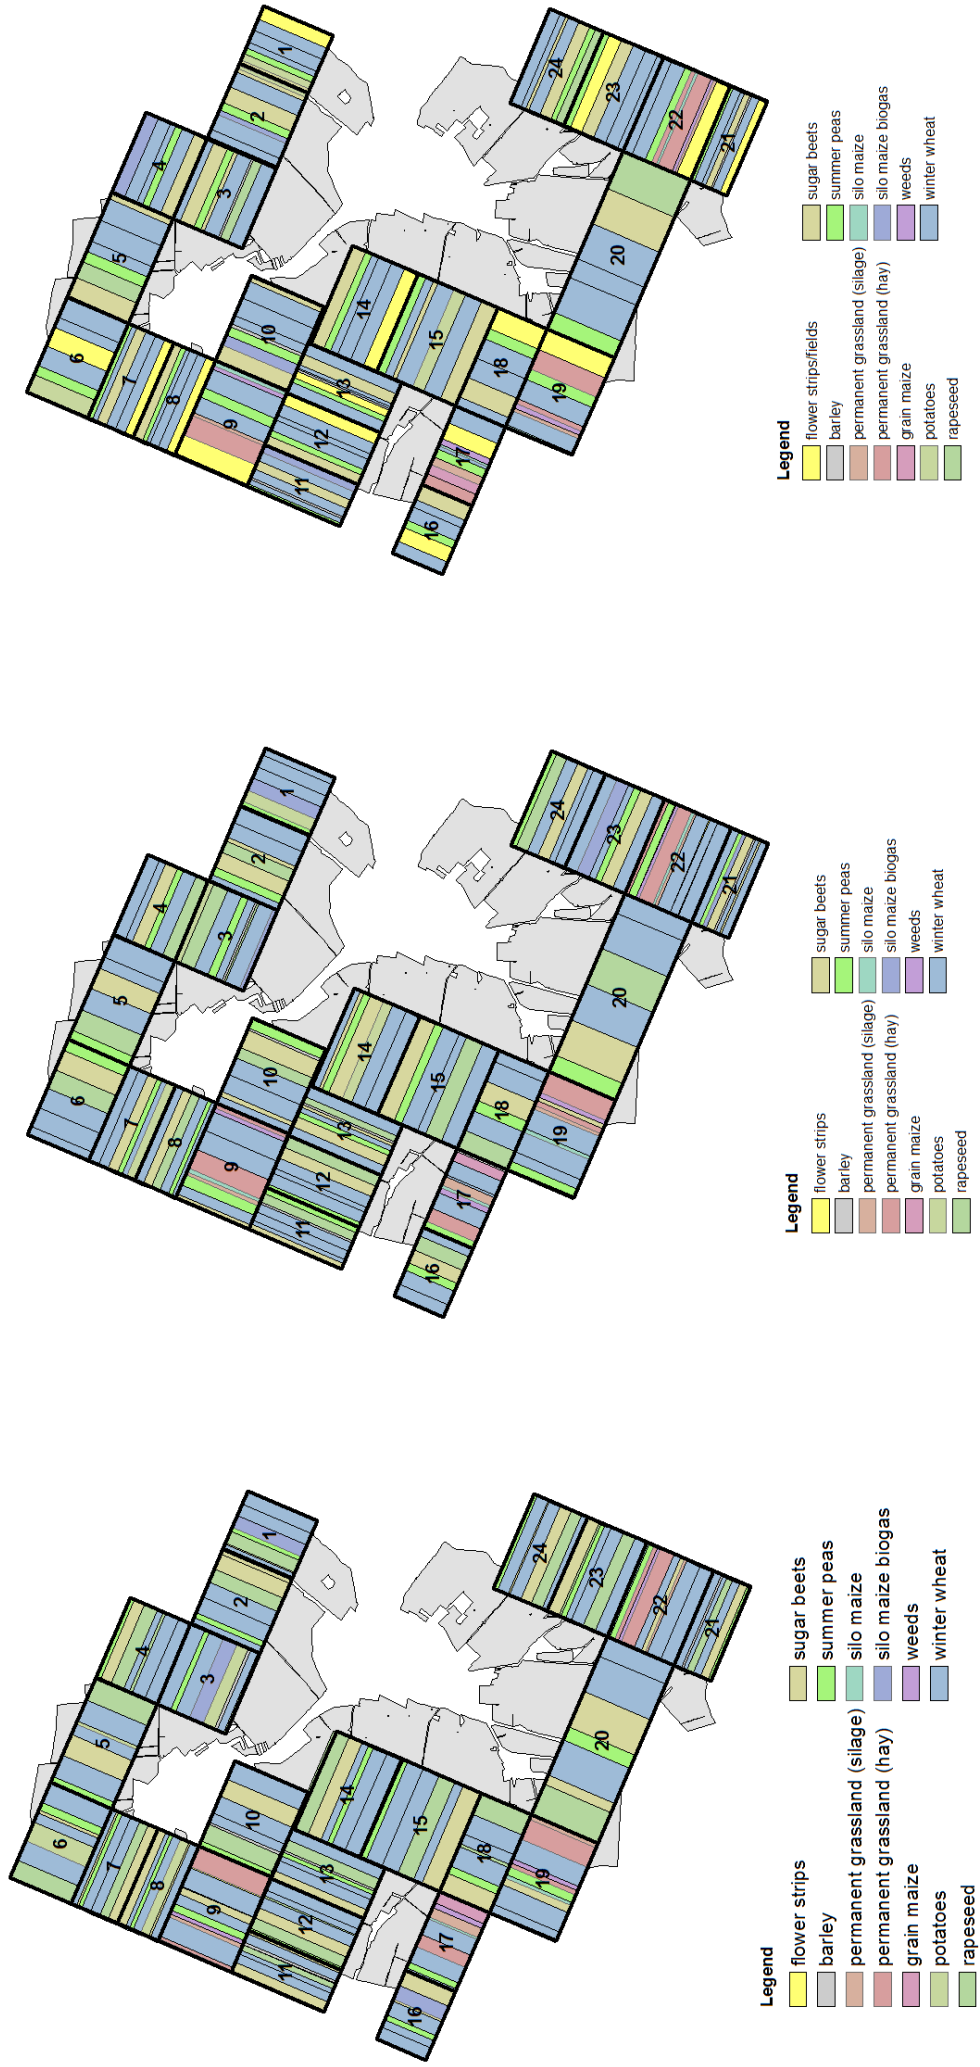 1
2
3
4
5
6
7
8
9
10
11
12
13
14
15
16
17
18
19
20
21
22
23
24
Legend
flower strips
barley
permanent grassland (silage)
permanent grassland (hay)
grain maize
potatoes
rapeseed
sugar beets
summer peas
silo maize
silo maize biogas
weeds
winter wheat
1
2
3
4
5
6
7
8
9
10
11
12
13
14
15
16
17
18
19
20
21
22
23
24
Legend
flower strips
barley
permanent grassland (silage)
permanent grassland (hay)
grain maize
potatoes
rapeseed
sugar beets
summer peas
silo maize
silo maize biogas
weeds
winter wheat
1
2
3
4
5
6
7
8
9
10
11
12
13
14
15
16
17
18
19
20
21
22
23
24
Legend
flower strips/fields
barley
permanent grassland (silage)
permanent grassland (hay)
grain maize
potatoes
rapeseed
sugar beets
summer peas
silo maize
silo maize biogas
weeds
winter wheat